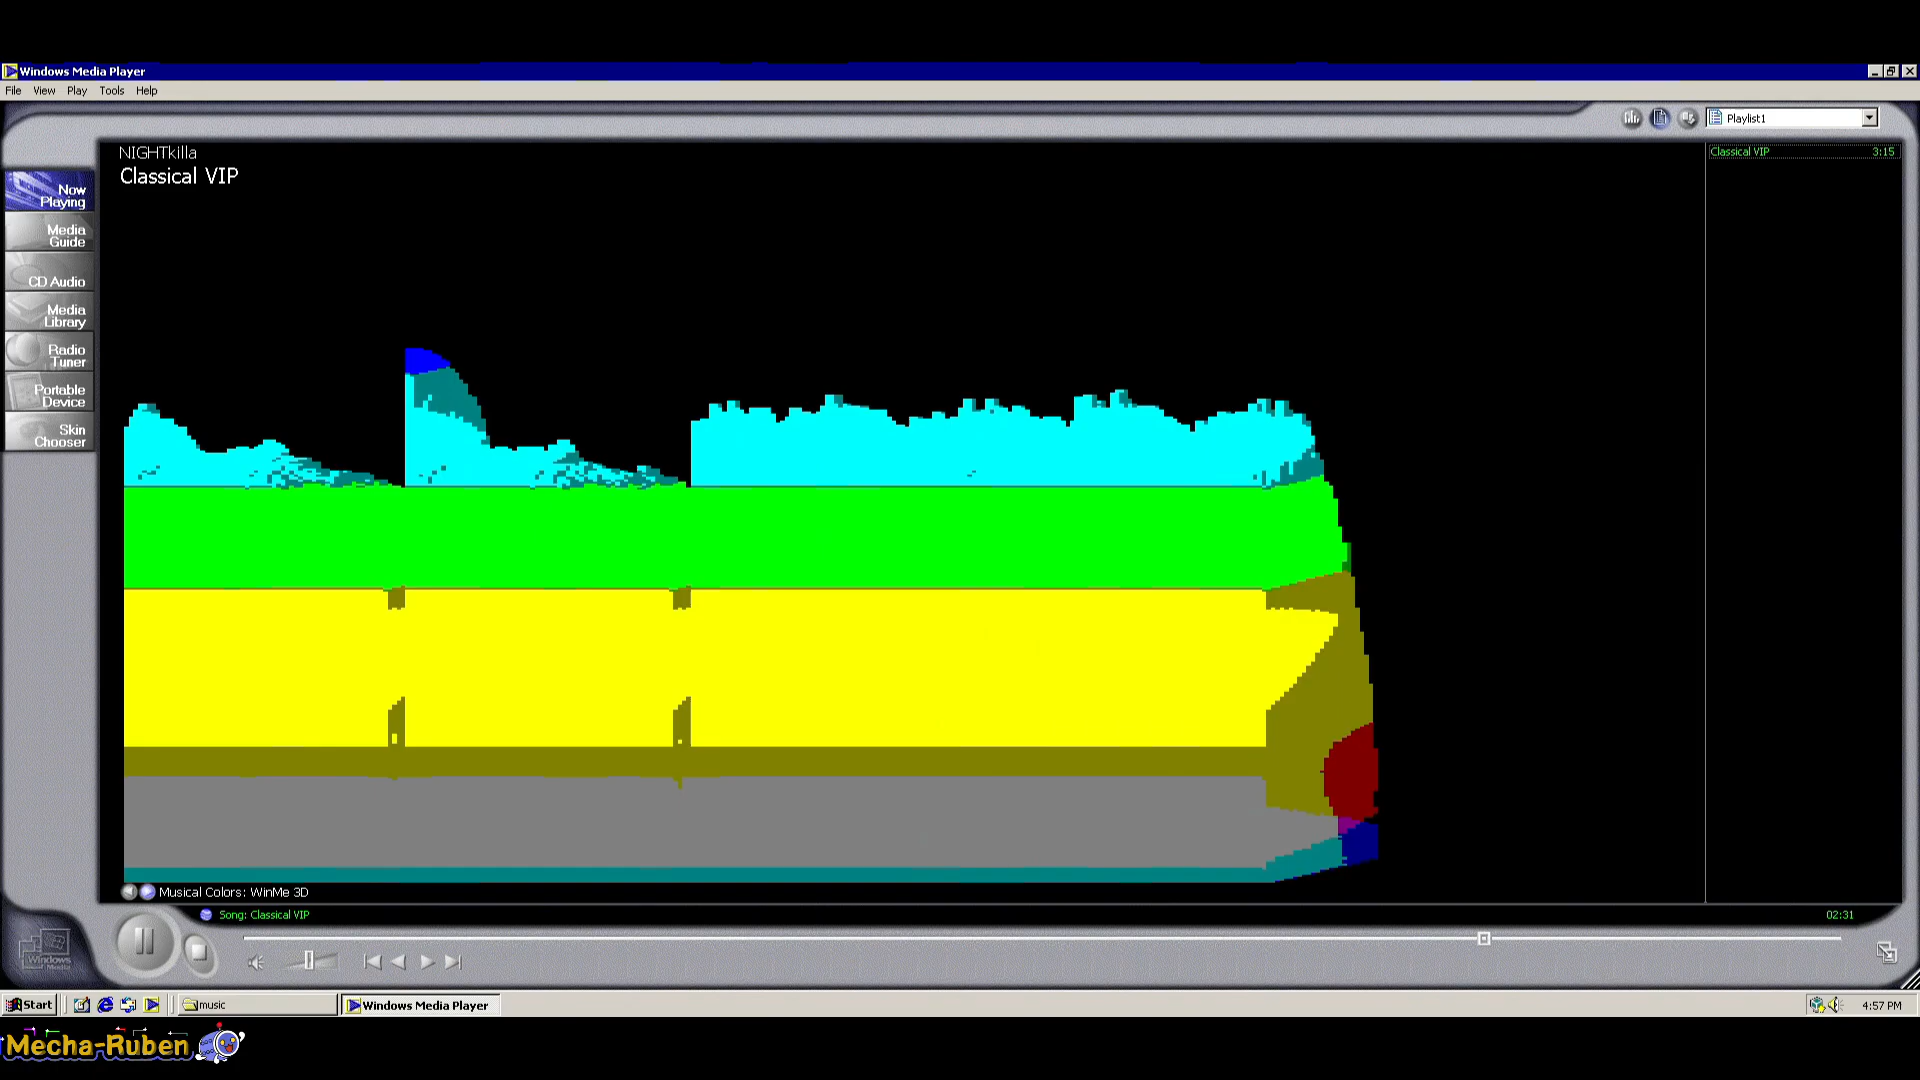 Windows Media Player
File View Play Tools Help
Playlist1
NIGHTkilla
Classical VIP
Classical VIP 3:15
Now
Playing
Media
Guide
CD Audio
Media
Library
Radio
Tuner
Portable
Device
Skin
Chooser
Musical Colors: WinMe 3D
Song: Classical VIP 02:31
Windows
Media
Start music Windows Media Player 4:57 PM
Mecha-Ruben